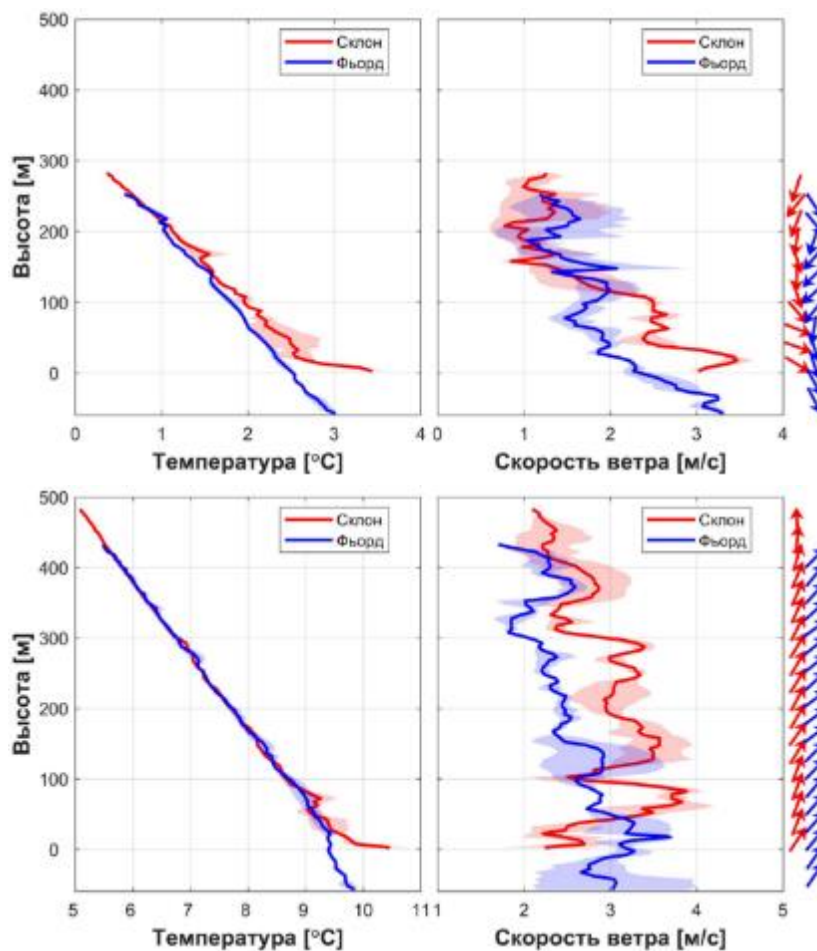 500
400
300
200
100
0
Высота [м]
Склон
Фьорд
Склон
Фьорд
0 1 2 3 4 0 1 2 3 4
Температура [°C] Скорость ветра [м/с]
500
400
300
200
100
0
Высота [м]
Склон
Фьорд
Склон
Фьорд
5 6 7 8 9 10 11 2 3 4 5
Температура [°C] Скорость ветра [м/с]